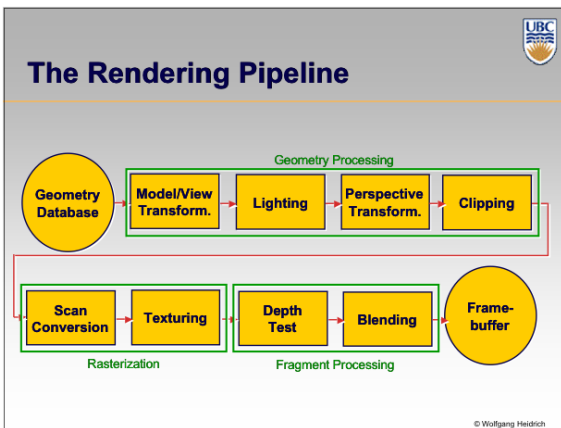 UBC
The Rendering Pipeline
Geometry Processing
Geometry
Database
Model/View
Transform.
Lighting
Perspective
Transform.
Clipping
Scan
Conversion
Texturing
Depth
Test
Blending
Frame-
buffer
Rasterization
Fragment Processing
© Wolfgang Heidrich